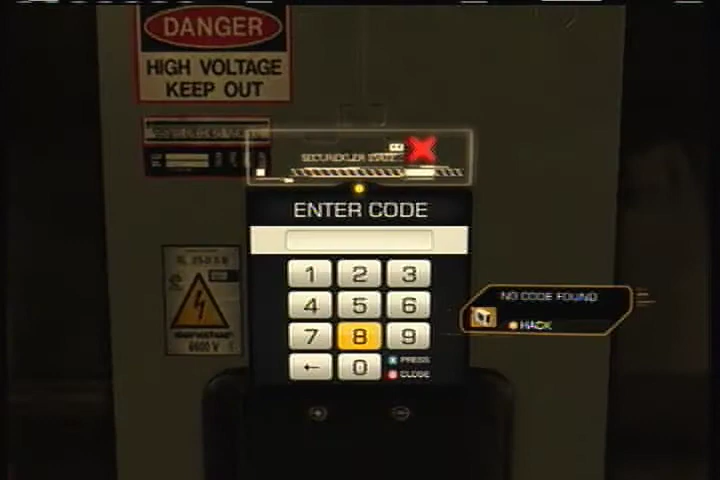 DANGER
HIGH VOLTAGE
KEEP OUT
ENTER CODE
1 2 3
4 5 6
7 8 9
← 0
PRESS
CLOSE
NO CODE FOUND
HACK
6600 V